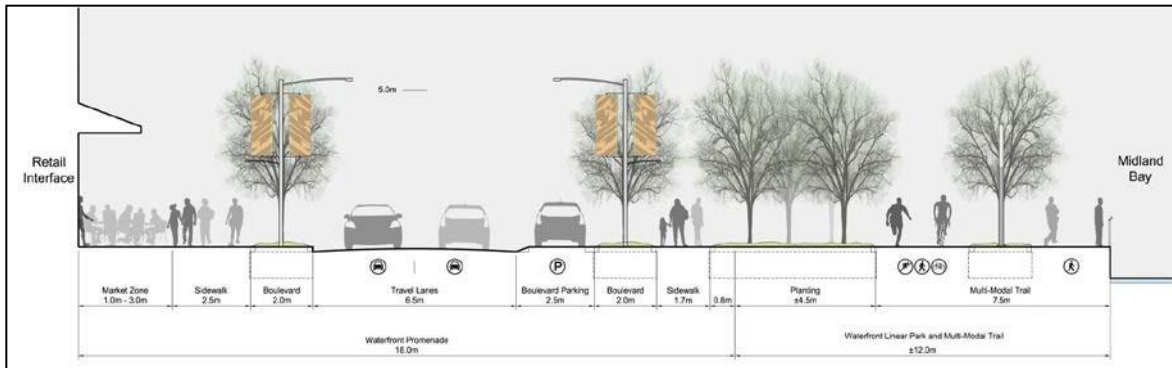 5.0m
Retail
Interface
Midland
Bay
P
Market Zone
1.0m - 3.0m
Sidewalk
2.5m
Boulevard
2.0m
Travel Lanes
6.5m
Boulevard Parking
2.5m
Boulevard
2.0m
Sidewalk
1.7m
0.8m
Planting
±4.5m
Multi-Modal Trail
7.5m
Waterfront Promenade
18.0m
Waterfront Linear Park and Multi-Modal Trail
±12.0m